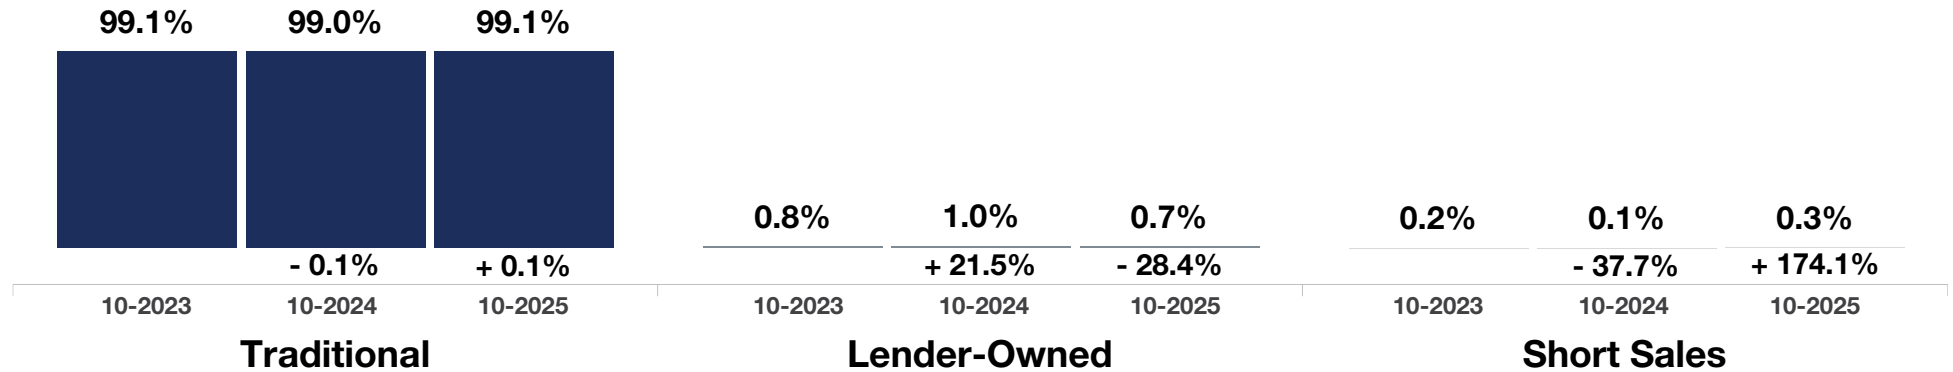 99.1% 99.0% 99.1%
0.8% 1.0% 0.7% 0.2% 0.1% 0.3%
- 0.1% + 0.1% + 21.5% - 28.4% - 37.7% + 174.1%
10-2023 10-2024 10-2025 10-2023 10-2024 10-2025 10-2023 10-2024 10-2025
Traditional Lender-Owned Short Sales